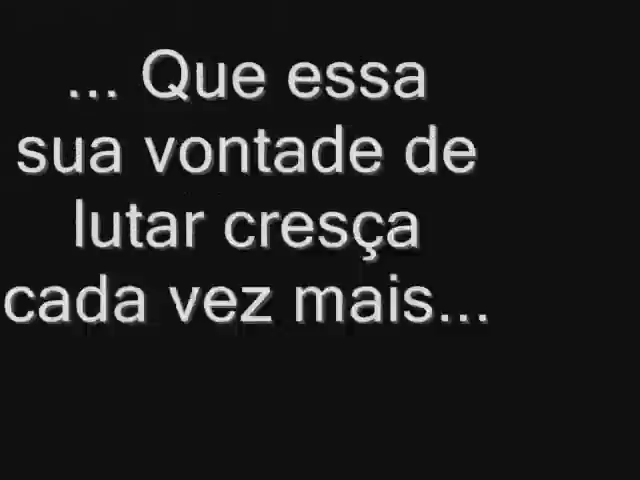 ... Que essa
sua vontade de
lutar cresça
cada vez mais...